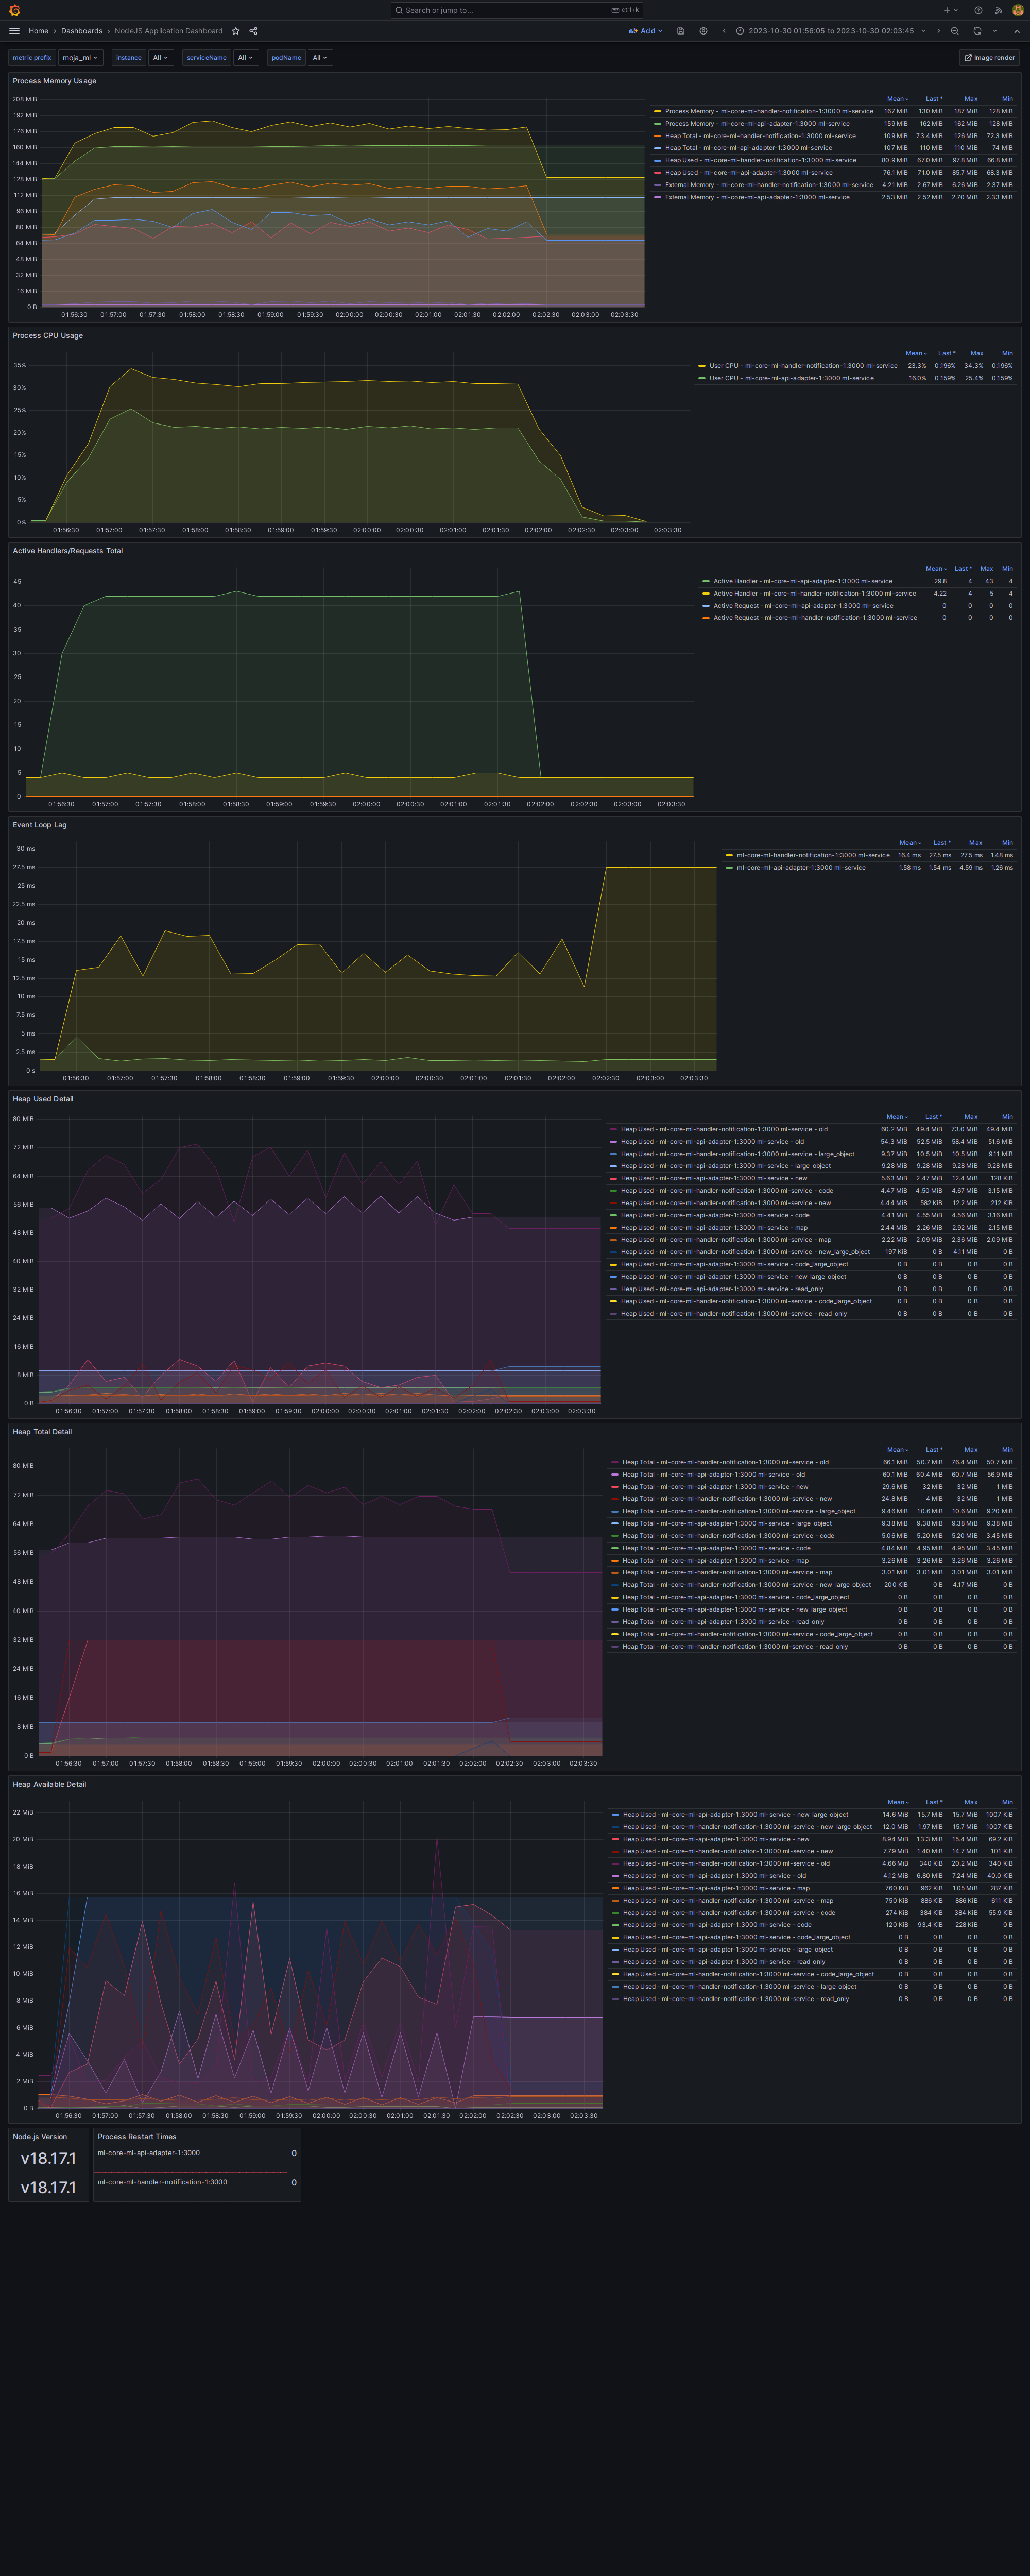 Search or jump to... ctrl+k
Home › Dashboards › NodeJS Application Dashboard Add 2023-10-30 01:56:05 to 2023-10-30 02:03:45
metric prefix moja_ml instance All serviceName All podName All Image render
Process Memory Usage
208 MiB
192 MiB
176 MiB
160 MiB
144 MiB
128 MiB
112 MiB
96 MiB
80 MiB
64 MiB
48 MiB
32 MiB
16 MiB
0 B
01:56:30 01:57:00 01:57:30 01:58:00 01:58:30 01:59:00 01:59:30 02:00:00 02:00:30 02:01:00 02:01:30 02:02:00 02:02:30 02:03:00 02:03:30
Mean Last * Max Min
Process Memory - ml-core-ml-handler-notification-1:3000 ml-service 167 MiB 130 MiB 187 MiB 128 MiB
Process Memory - ml-core-ml-api-adapter-1:3000 ml-service 159 MiB 162 MiB 162 MiB 128 MiB
Heap Total - ml-core-ml-handler-notification-1:3000 ml-service 109 MiB 73.4 MiB 126 MiB 72.3 MiB
Heap Total - ml-core-ml-api-adapter-1:3000 ml-service 107 MiB 110 MiB 110 MiB 74 MiB
Heap Used - ml-core-ml-handler-notification-1:3000 ml-service 80.9 MiB 67.0 MiB 97.8 MiB 66.8 MiB
Heap Used - ml-core-ml-api-adapter-1:3000 ml-service 76.1 MiB 71.0 MiB 85.7 MiB 68.3 MiB
External Memory - ml-core-ml-handler-notification-1:3000 ml-service 4.21 MiB 2.67 MiB 6.26 MiB 2.37 MiB
External Memory - ml-core-ml-api-adapter-1:3000 ml-service 2.53 MiB 2.52 MiB 2.70 MiB 2.33 MiB
Process CPU Usage
35%
30%
25%
20%
15%
10%
5%
0%
01:56:30 01:57:00 01:57:30 01:58:00 01:58:30 01:59:00 01:59:30 02:00:00 02:00:30 02:01:00 02:01:30 02:02:00 02:02:30 02:03:00 02:03:30
Mean Last * Max Min
User CPU - ml-core-ml-handler-notification-1:3000 ml-service 23.3% 0.196% 34.3% 0.196%
User CPU - ml-core-ml-api-adapter-1:3000 ml-service 16.0% 0.159% 25.4% 0.159%
Active Handlers/Requests Total
45
40
35
30
25
20
15
10
5
0
01:56:30 01:57:00 01:57:30 01:58:00 01:58:30 01:59:00 01:59:30 02:00:00 02:00:30 02:01:00 02:01:30 02:02:00 02:02:30 02:03:00 02:03:30
Mean Last * Max Min
Active Handler - ml-core-ml-api-adapter-1:3000 ml-service 29.8 4 43 4
Active Handler - ml-core-ml-handler-notification-1:3000 ml-service 4.22 4 5 4
Active Request - ml-core-ml-api-adapter-1:3000 ml-service 0 0 0 0
Active Request - ml-core-ml-handler-notification-1:3000 ml-service 0 0 0 0
Event Loop Lag
30 ms
27.5 ms
25 ms
22.5 ms
20 ms
17.5 ms
15 ms
12.5 ms
10 ms
7.5 ms
5 ms
2.5 ms
0 s
01:56:30 01:57:00 01:57:30 01:58:00 01:58:30 01:59:00 01:59:30 02:00:00 02:00:30 02:01:00 02:01:30 02:02:00 02:02:30 02:03:00 02:03:30
Mean Last * Max Min
ml-core-ml-handler-notification-1:3000 ml-service 16.4 ms 27.5 ms 27.5 ms 1.48 ms
ml-core-ml-api-adapter-1:3000 ml-service 1.58 ms 1.54 ms 4.59 ms 1.26 ms
Heap Used Detail
80 MiB
72 MiB
64 MiB
56 MiB
48 MiB
40 MiB
32 MiB
24 MiB
16 MiB
8 MiB
0 B
01:56:30 01:57:00 01:57:30 01:58:00 01:58:30 01:59:00 01:59:30 02:00:00 02:00:30 02:01:00 02:01:30 02:02:00 02:02:30 02:03:00 02:03:30
Mean Last * Max Min
Heap Used - ml-core-ml-handler-notification-1:3000 ml-service - old 60.2 MiB 49.4 MiB 73.0 MiB 49.4 MiB
Heap Used - ml-core-ml-api-adapter-1:3000 ml-service - old 54.3 MiB 52.5 MiB 58.4 MiB 51.6 MiB
Heap Used - ml-core-ml-handler-notification-1:3000 ml-service - large_object 9.37 MiB 10.5 MiB 10.5 MiB 9.11 MiB
Heap Used - ml-core-ml-api-adapter-1:3000 ml-service - large_object 9.28 MiB 9.28 MiB 9.28 MiB 9.28 MiB
Heap Used - ml-core-ml-api-adapter-1:3000 ml-service - new 5.63 MiB 2.47 MiB 12.4 MiB 128 KiB
Heap Used - ml-core-ml-handler-notification-1:3000 ml-service - code 4.47 MiB 4.50 MiB 4.67 MiB 3.15 MiB
Heap Used - ml-core-ml-handler-notification-1:3000 ml-service - new 4.44 MiB 582 KiB 12.2 MiB 212 KiB
Heap Used - ml-core-ml-api-adapter-1:3000 ml-service - code 4.41 MiB 4.55 MiB 4.56 MiB 3.16 MiB
Heap Used - ml-core-ml-api-adapter-1:3000 ml-service - map 2.44 MiB 2.26 MiB 2.92 MiB 2.15 MiB
Heap Used - ml-core-ml-handler-notification-1:3000 ml-service - map 2.22 MiB 2.09 MiB 2.36 MiB 2.09 MiB
Heap Used - ml-core-ml-handler-notification-1:3000 ml-service - new_large_object 197 KiB 0 B 4.11 MiB 0 B
Heap Used - ml-core-ml-api-adapter-1:3000 ml-service - code_large_object 0 B 0 B 0 B 0 B
Heap Used - ml-core-ml-api-adapter-1:3000 ml-service - new_large_object 0 B 0 B 0 B 0 B
Heap Used - ml-core-ml-api-adapter-1:3000 ml-service - read_only 0 B 0 B 0 B 0 B
Heap Used - ml-core-ml-handler-notification-1:3000 ml-service - code_large_object 0 B 0 B 0 B 0 B
Heap Used - ml-core-ml-handler-notification-1:3000 ml-service - read_only 0 B 0 B 0 B 0 B
Heap Total Detail
80 MiB
72 MiB
64 MiB
56 MiB
48 MiB
40 MiB
32 MiB
24 MiB
16 MiB
8 MiB
0 B
01:56:30 01:57:00 01:57:30 01:58:00 01:58:30 01:59:00 01:59:30 02:00:00 02:00:30 02:01:00 02:01:30 02:02:00 02:02:30 02:03:00 02:03:30
Mean Last * Max Min
Heap Total - ml-core-ml-handler-notification-1:3000 ml-service - old 66.1 MiB 50.7 MiB 76.4 MiB 50.7 MiB
Heap Total - ml-core-ml-api-adapter-1:3000 ml-service - old 60.1 MiB 60.4 MiB 60.7 MiB 56.9 MiB
Heap Total - ml-core-ml-api-adapter-1:3000 ml-service - new 29.6 MiB 32 MiB 32 MiB 1 MiB
Heap Total - ml-core-ml-handler-notification-1:3000 ml-service - new 24.8 MiB 4 MiB 32 MiB 1 MiB
Heap Total - ml-core-ml-handler-notification-1:3000 ml-service - large_object 9.46 MiB 10.6 MiB 10.6 MiB 9.20 MiB
Heap Total - ml-core-ml-api-adapter-1:3000 ml-service - large_object 9.38 MiB 9.38 MiB 9.38 MiB 9.38 MiB
Heap Total - ml-core-ml-handler-notification-1:3000 ml-service - code 5.06 MiB 5.20 MiB 5.20 MiB 3.45 MiB
Heap Total - ml-core-ml-api-adapter-1:3000 ml-service - code 4.84 MiB 4.95 MiB 4.95 MiB 3.45 MiB
Heap Total - ml-core-ml-api-adapter-1:3000 ml-service - map 3.26 MiB 3.26 MiB 3.26 MiB 3.26 MiB
Heap Total - ml-core-ml-handler-notification-1:3000 ml-service - map 3.01 MiB 3.01 MiB 3.01 MiB 3.01 MiB
Heap Total - ml-core-ml-handler-notification-1:3000 ml-service - new_large_object 200 KiB 0 B 4.17 MiB 0 B
Heap Total - ml-core-ml-api-adapter-1:3000 ml-service - code_large_object 0 B 0 B 0 B 0 B
Heap Total - ml-core-ml-api-adapter-1:3000 ml-service - new_large_object 0 B 0 B 0 B 0 B
Heap Total - ml-core-ml-api-adapter-1:3000 ml-service - read_only 0 B 0 B 0 B 0 B
Heap Total - ml-core-ml-handler-notification-1:3000 ml-service - code_large_object 0 B 0 B 0 B 0 B
Heap Total - ml-core-ml-handler-notification-1:3000 ml-service - read_only 0 B 0 B 0 B 0 B
Heap Available Detail
22 MiB
20 MiB
18 MiB
16 MiB
14 MiB
12 MiB
10 MiB
8 MiB
6 MiB
4 MiB
2 MiB
0 B
01:56:30 01:57:00 01:57:30 01:58:00 01:58:30 01:59:00 01:59:30 02:00:00 02:00:30 02:01:00 02:01:30 02:02:00 02:02:30 02:03:00 02:03:30
Mean Last * Max Min
Heap Used - ml-core-ml-api-adapter-1:3000 ml-service - new_large_object 14.6 MiB 15.7 MiB 15.7 MiB 1007 KiB
Heap Used - ml-core-ml-handler-notification-1:3000 ml-service - new_large_object 12.0 MiB 1.97 MiB 15.7 MiB 1007 KiB
Heap Used - ml-core-ml-api-adapter-1:3000 ml-service - new 8.94 MiB 13.3 MiB 15.4 MiB 69.2 KiB
Heap Used - ml-core-ml-handler-notification-1:3000 ml-service - new 7.79 MiB 1.40 MiB 14.7 MiB 101 KiB
Heap Used - ml-core-ml-handler-notification-1:3000 ml-service - old 4.66 MiB 340 KiB 20.2 MiB 340 KiB
Heap Used - ml-core-ml-api-adapter-1:3000 ml-service - old 4.12 MiB 6.80 MiB 7.24 MiB 40.0 KiB
Heap Used - ml-core-ml-api-adapter-1:3000 ml-service - map 760 KiB 962 KiB 1.05 MiB 287 KiB
Heap Used - ml-core-ml-handler-notification-1:3000 ml-service - map 750 KiB 886 KiB 886 KiB 611 KiB
Heap Used - ml-core-ml-handler-notification-1:3000 ml-service - code 274 KiB 384 KiB 384 KiB 55.9 KiB
Heap Used - ml-core-ml-api-adapter-1:3000 ml-service - code 120 KiB 93.4 KiB 228 KiB 0 B
Heap Used - ml-core-ml-api-adapter-1:3000 ml-service - code_large_object 0 B 0 B 0 B 0 B
Heap Used - ml-core-ml-api-adapter-1:3000 ml-service - large_object 0 B 0 B 0 B 0 B
Heap Used - ml-core-ml-api-adapter-1:3000 ml-service - read_only 0 B 0 B 0 B 0 B
Heap Used - ml-core-ml-handler-notification-1:3000 ml-service - code_large_object 0 B 0 B 0 B 0 B
Heap Used - ml-core-ml-handler-notification-1:3000 ml-service - large_object 0 B 0 B 0 B 0 B
Heap Used - ml-core-ml-handler-notification-1:3000 ml-service - read_only 0 B 0 B 0 B 0 B
Node.js Version
v18.17.1
v18.17.1
Process Restart Times
ml-core-ml-api-adapter-1:3000 0
ml-core-ml-handler-notification-1:3000 0